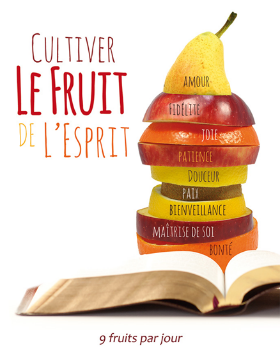 CULTIVER
LE FRUIT
DE L'ESPRIT
AMOUR
FIDÉLITÉ
JOIE
PATIENCE
DOUCEUR
PAIX
BIENVEILLANCE
MAÎTRISE DE SOI
BONTÉ
9 fruits par jour